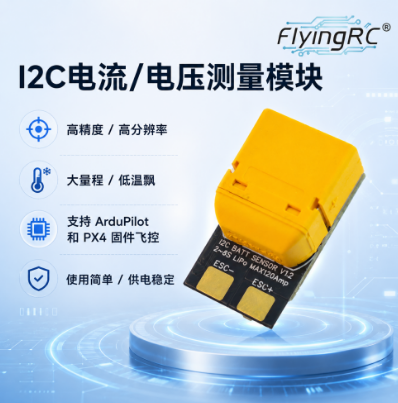 FlyingRC®
I2C电流/电压测量模块
高精度 / 高分辨率
大量程 / 低温飘
支持 ArduPilot
和 PX4 固件飞控
使用简单 / 供电稳定
I2C BATT SENSOR V1.2
2-6S LiPo MAX120Amp
ESC-
ESC+